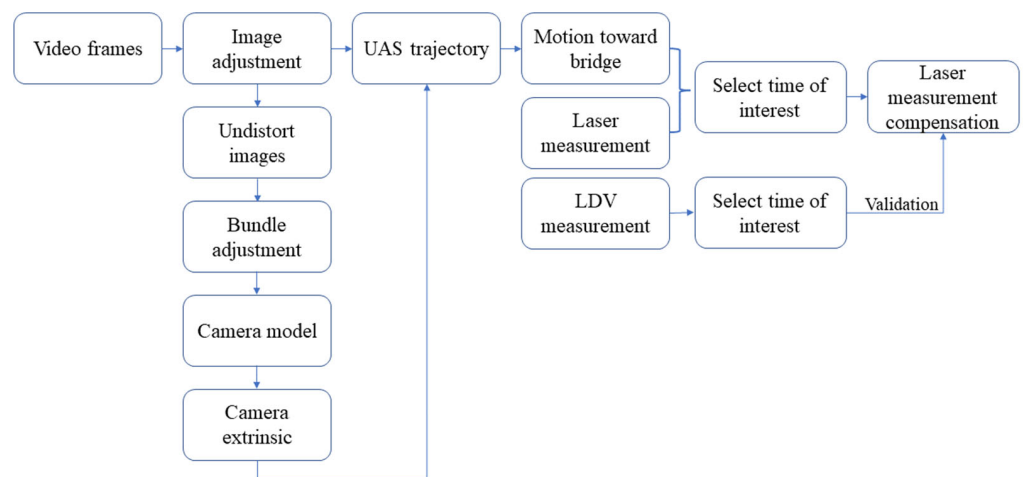 Video frames
Image
adjustment
UAS trajectory
Motion toward
bridge
Laser
measurement
Select time of
interest
Laser
measurement
compensation
Undistort
images
LDV
measurement
Select time of
interest
Validation
Bundle
adjustment
Camera model
Camera
extrinsic